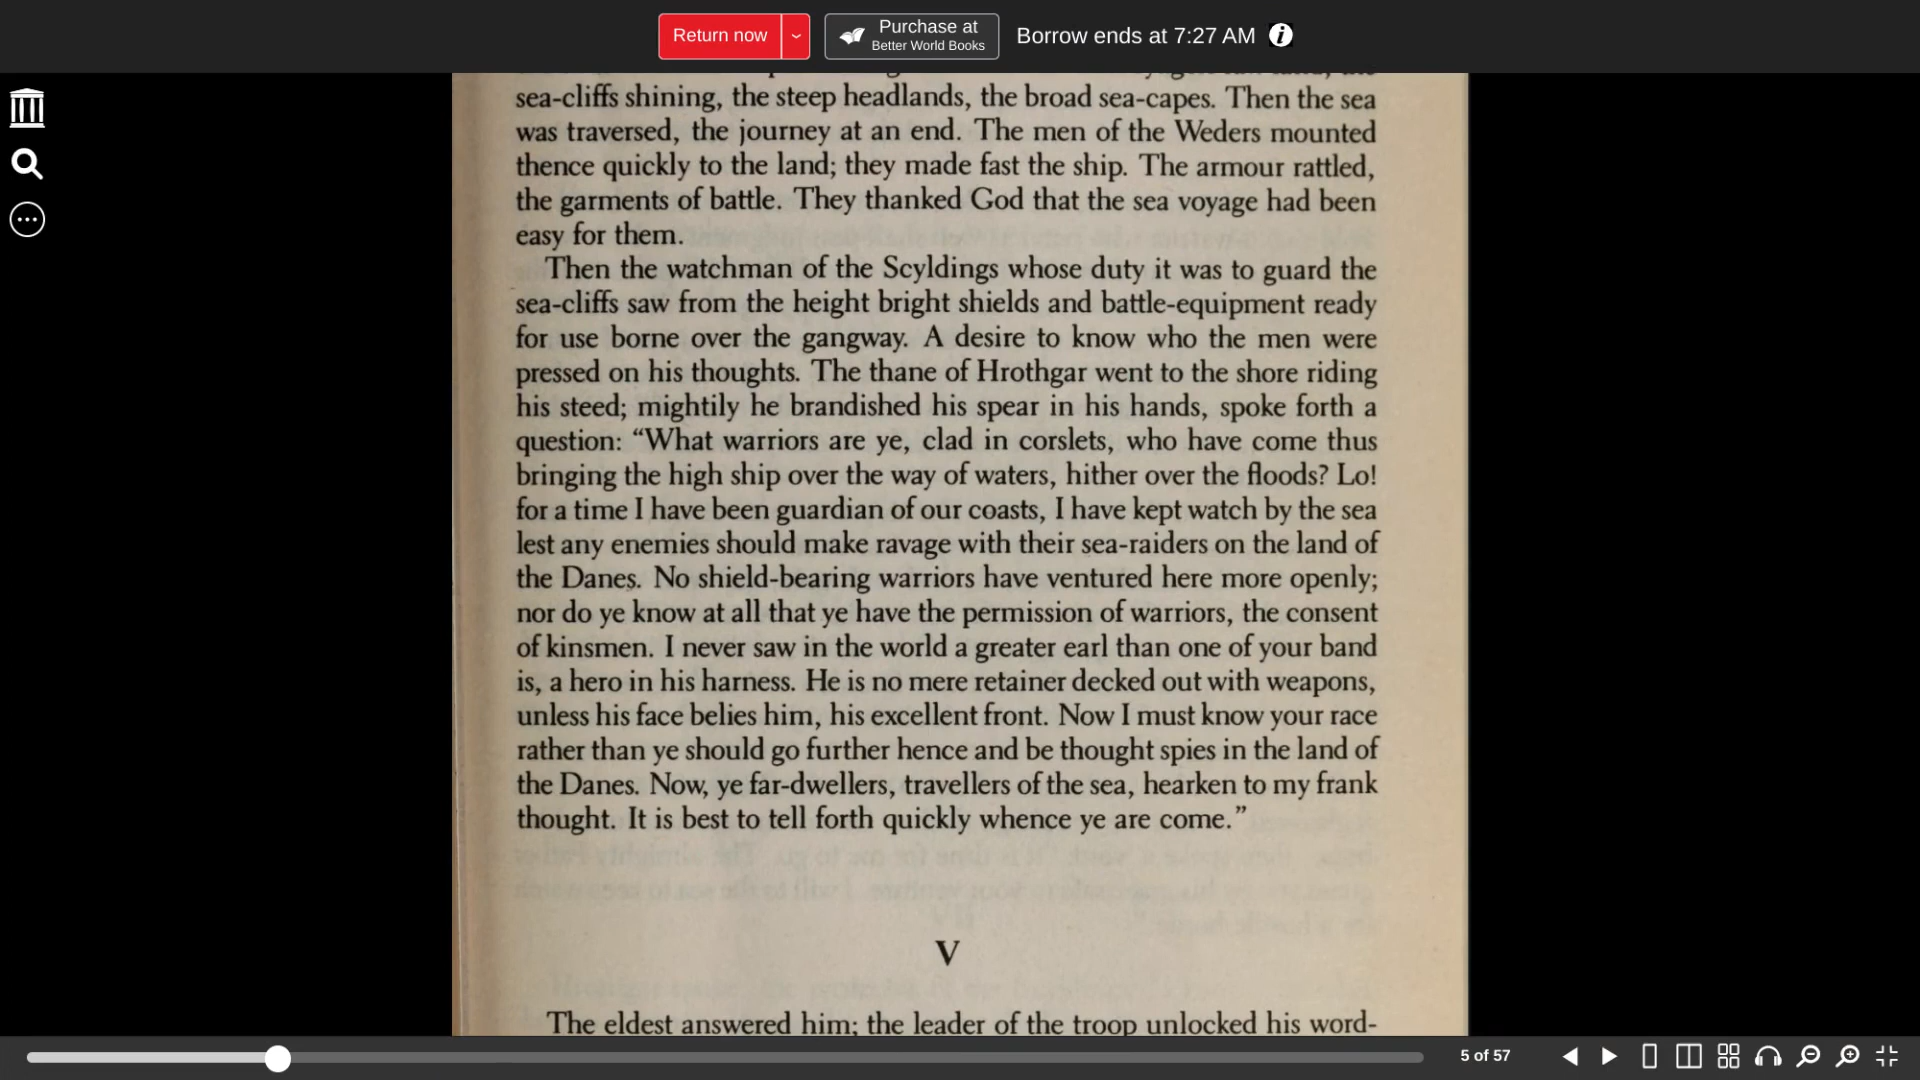 Return now
Purchase at
Better World Books
Borrow ends at 7:27 AM
sea-cliffs shining, the steep headlands, the broad sea-capes. Then the sea
was traversed, the journey at an end. The men of the Weders mounted
thence quickly to the land; they made fast the ship. The armour rattled,
the garments of battle. They thanked God that the sea voyage had been
easy for them.
Then the watchman of the Scyldings whose duty it was to guard the
sea-cliffs saw from the height bright shields and battle-equipment ready
for use borne over the gangway. A desire to know who the men were
pressed on his thoughts. The thane of Hrothgar went to the shore riding
his steed; mightily he brandished his spear in his hands, spoke forth a
question: “What warriors are ye, clad in corslets, who have come thus
bringing the high ship over the way of waters, hither over the floods? Lo!
for a time I have been guardian of our coasts, I have kept watch by the sea
lest any enemies should make ravage with their sea-raiders on the land of
the Danes. No shield-bearing warriors have ventured here more openly;
nor do ye know at all that ye have the permission of warriors, the consent
of kinsmen. I never saw in the world a greater earl than one of your band
is, a hero in his harness. He is no mere retainer decked out with weapons,
unless his face belies him, his excellent front. Now I must know your race
rather than ye should go further hence and be thought spies in the land of
the Danes. Now, ye far-dwellers, travellers of the sea, hearken to my frank
thought. It is best to tell forth quickly whence ye are come.”
V
The eldest answered him; the leader of the troop unlocked his word-
5 of 57